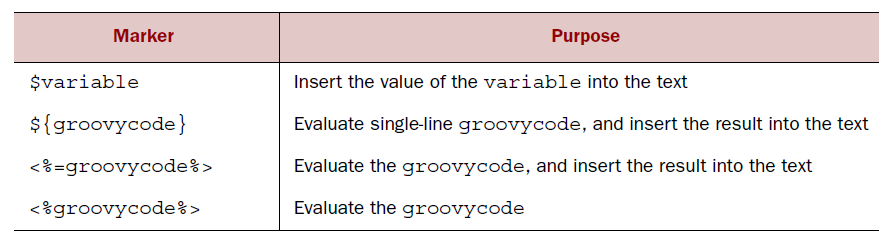 Marker Purpose
$variable Insert the value of the variable into the text
${groovycode} Evaluate single-line groovycode, and insert the result into the text
<%=groovycode%> Evaluate the groovycode, and insert the result into the text
<%groovycode%> Evaluate the groovycode